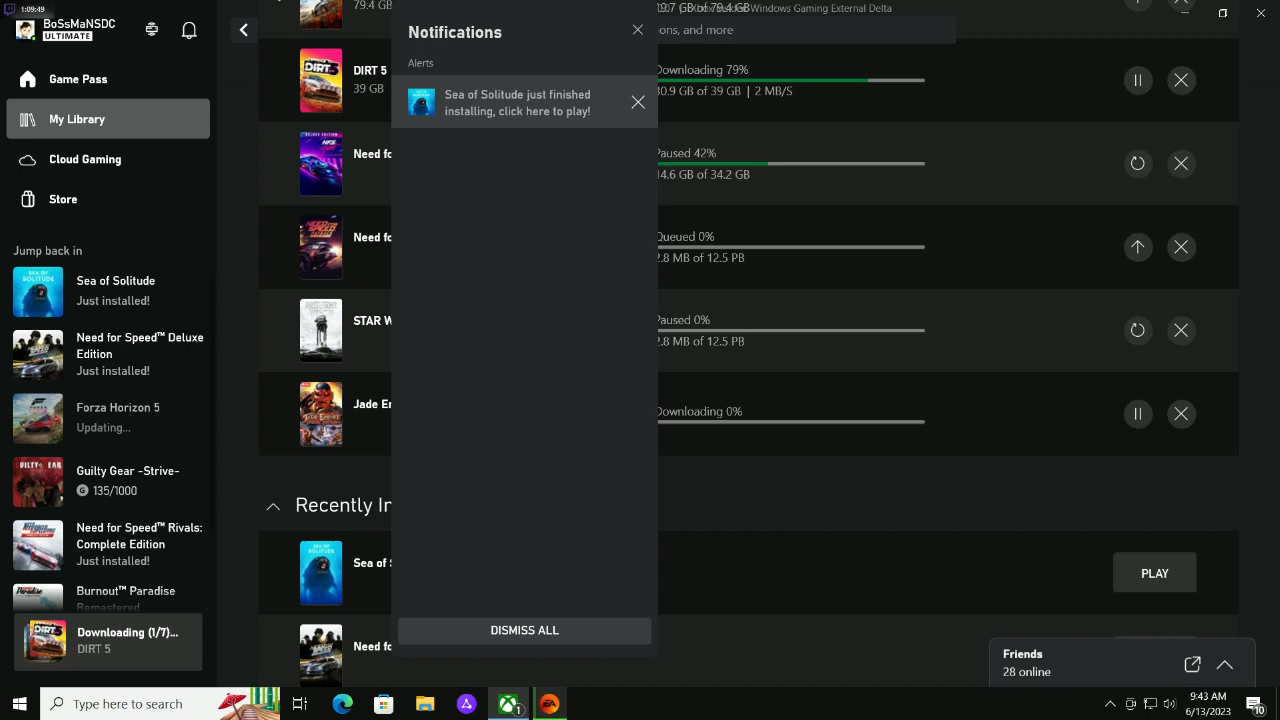 1:09:49
BoSsMaNSDC
ULTIMATE
Game Pass
My Library
Cloud Gaming
Store
Jump back in
Sea of Solitude
Just installed!
Need for Speed™ Deluxe
Edition
Just installed!
Forza Horizon 5
Updating...
Guilty Gear -Strive-
G 135/1000
Need for Speed™ Rivals:
Complete Edition
Just installed!
Burnout™ Paradise
Remastered
Downloading (1/7)...
DIRT 5
79.4 GB
DIRT 5
39 GB
Need fo
Need fo
STAR W
Jade Em
Recently In
Sea of S
Need fo
Notifications
Alerts
Sea of Solitude just finished
installing, click here to play!
DISMISS ALL
of 79.4 GB
Windows Gaming External Delta
ons, and more
Downloading 79%
30.9 GB of 39 GB | 2 MB/S
Paused 42%
14.6 GB of 34.2 GB
Queued 0%
2.8 MB of 12.5 PB
Paused 0%
2.8 MB of 12.5 PB
Downloading 0%
PLAY
Friends
28 online
Type here to search
9:43 AM
6/13/2023